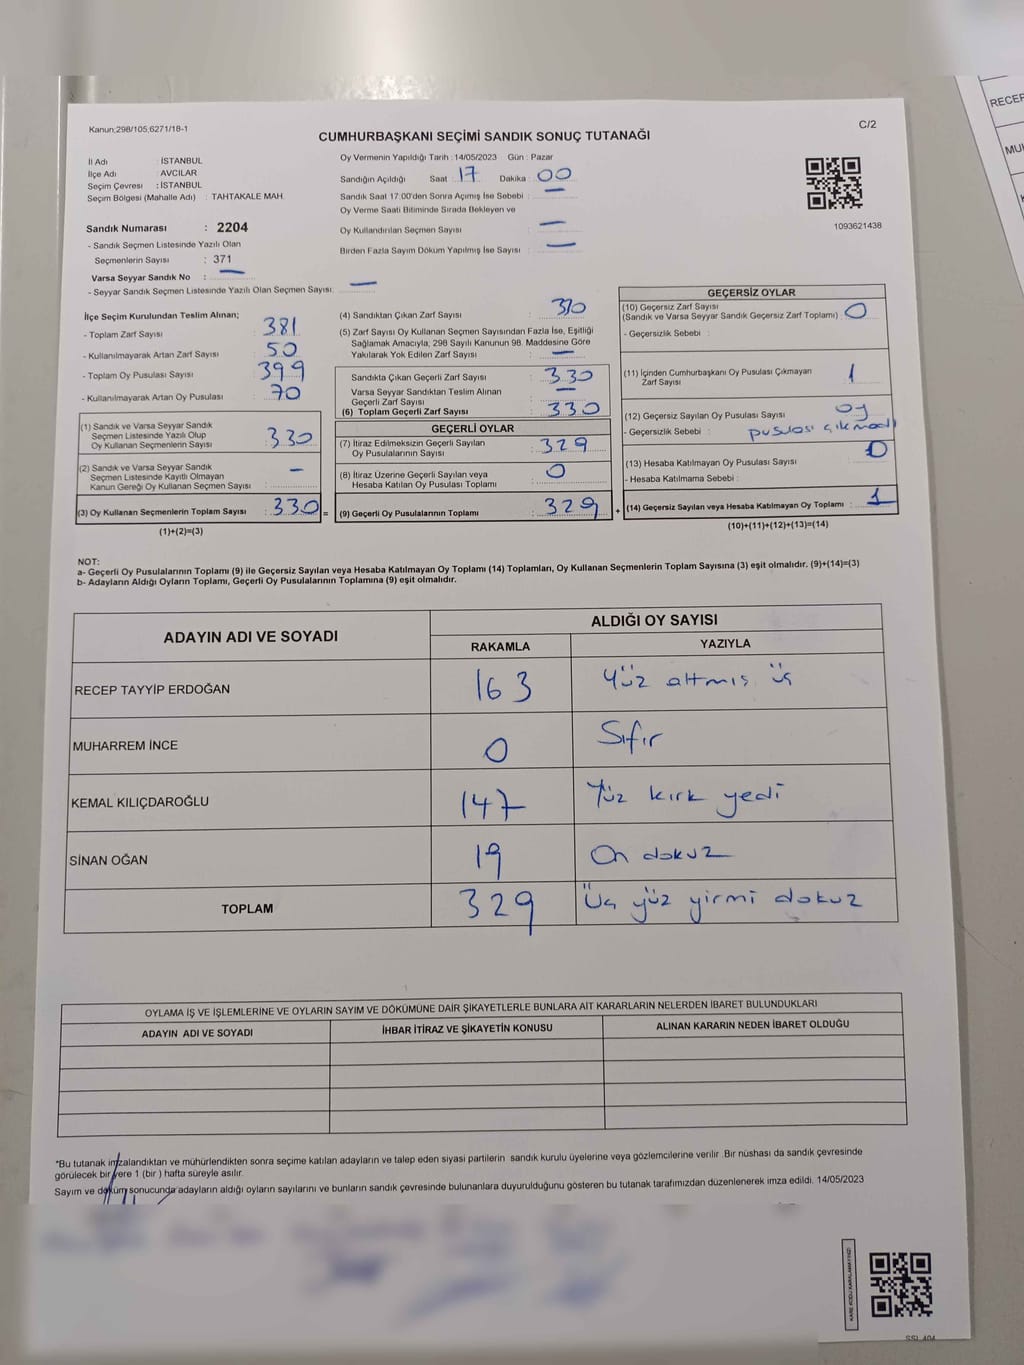 Kanun;298/105;6271/18-1
C/2
CUMHURBAŞKANI SEÇİMİ SANDIK SONUÇ TUTANAĞI
İl Adı : İSTANBUL
İlçe Adı : AVCILAR
Seçim Çevresi : İSTANBUL
Seçim Bölgesi (Mahalle Adı) : TAHTAKALE MAH.
Sandık Numarası : 2204
- Sandık Seçmen Listesinde Yazılı Olan
Seçmenlerin Sayısı : 371
Varsa Seyyar Sandık No : —
- Seyyar Sandık Seçmen Listesinde Yazılı Olan Seçmen Sayısı: —
Oy Vermenin Yapıldığı Tarih : 14/05/2023 Gün : Pazar
Sandığın Açıldığı Saat : 17 Dakika : 00
Sandık Saat 17:00'den Sonra Açımış İse Sebebi : —
Oy Verme Saati Bitiminde Sırada Bekleyen ve
Oy Kullandırılan Seçmen Sayısı : —
Birden Fazla Sayım Döküm Yapılmış İse Sayısı : —
1093621438
İlçe Seçim Kurulundan Teslim Alınan;
- Toplam Zarf Sayısı : 381
- Kullanılmayarak Artan Zarf Sayısı : 50
- Toplam Oy Pusulası Sayısı : 399
- Kullanılmayarak Artan Oy Pusulası : 70
(1) Sandık ve Varsa Seyyar Sandık
Seçmen Listesinde Yazılı Olup
Oy Kullanan Seçmenlerin Sayısı : 330
(2) Sandık ve Varsa Seyyar Sandık
Seçmen Listesinde Kayıtlı Olmayan
Kanun Gereği Oy Kullanan Seçmen Sayısı : —
(3) Oy Kullanan Seçmenlerin Toplam Sayısı : 330 =
(1)+(2)=(3)
(4) Sandıktan Çıkan Zarf Sayısı : 330
(5) Zarf Sayısı Oy Kullanan Seçmen Sayısından Fazla İse, Eşitliği
Sağlamak Amacıyla, 298 Sayılı Kanunun 98. Maddesine Göre
Yakılarak Yok Edilen Zarf Sayısı : —
Sandıkta Çıkan Geçerli Zarf Sayısı : 330
Varsa Seyyar Sandıktan Teslim Alınan
Geçerli Zarf Sayısı : —
(6) Toplam Geçerli Zarf Sayısı : 330
GEÇERLİ OYLAR
(7) İtiraz Edilmeksizin Geçerli Sayılan
Oy Pusulalarının Sayısı : 329
(8) İtiraz Üzerine Geçerli Sayılan veya
Hesaba Katılan Oy Pusulası Toplamı : 0
(9) Geçerli Oy Pusulalarının Toplamı : 329 +
GEÇERSİZ OYLAR
(10) Geçersiz Zarf Sayısı
(Sandık ve Varsa Seyyar Sandık Geçersiz Zarf Toplamı) : 0
- Geçersizlik Sebebi :
(11) İçinden Cumhurbaşkanı Oy Pusulası Çıkmayan
Zarf Sayısı : 1
(12) Geçersiz Sayılan Oy Pusulası Sayısı : oy
- Geçersizlik Sebebi : pusulası çıkmadı
(13) Hesaba Katılmayan Oy Pusulası Sayısı : 0
- Hesaba Katılmama Sebebi :
(14) Geçersiz Sayılan veya Hesaba Katılmayan Oy Toplamı : 1
(10)+(11)+(12)+(13)=(14)
NOT:
a- Geçerli Oy Pusulalarının Toplamı (9) ile Geçersiz Sayılan veya Hesaba Katılmayan Oy Toplamı (14) Toplamları, Oy Kullanan Seçmenlerin Toplam Sayısına (3) eşit olmalıdır. (9)+(14)=(3)
b- Adayların Aldığı Oyların Toplamı, Geçerli Oy Pusulalarının Toplamına (9) eşit olmalıdır.
ADAYIN ADI VE SOYADI
ALDIĞI OY SAYISI
RAKAMLA YAZIYLA
RECEP TAYYİP ERDOĞAN 163 Yüz altmış üç
MUHARREM İNCE 0 Sıfır
KEMAL KILIÇDAROĞLU 147 Yüz kırk yedi
SİNAN OĞAN 19 On dokuz
TOPLAM 329 Üç yüz yirmi dokuz
OYLAMA İŞ VE İŞLEMLERİNE VE OYLARIN SAYIM VE DÖKÜMÜNE DAİR ŞİKAYETLERLE BUNLARA AİT KARARLARIN NELERDEN İBARET BULUNDUKLARI
ADAYIN ADI VE SOYADI İHBAR İTİRAZ VE ŞİKAYETİN KONUSU ALINAN KARARIN NEDEN İBARET OLDUĞU
*Bu tutanak imzalandıktan ve mühürlendikten sonra seçime katılan adayların ve talep eden siyasi partilerin sandık kurulu üyelerine veya gözlemcilerine verilir .Bir nüshası da sandık çevresinde
görülecek bir yere 1 (bir ) hafta süreyle asılır.
Sayım ve döküm sonucunda adayların aldığı oyların sayılarını ve bunların sandık çevresinde bulunanlara duyurulduğunu gösteren bu tutanak tarafımızdan düzenlenerek imza edildi. 14/05/2023
KARE KODU KARALAMAYINIZ!
RECEP